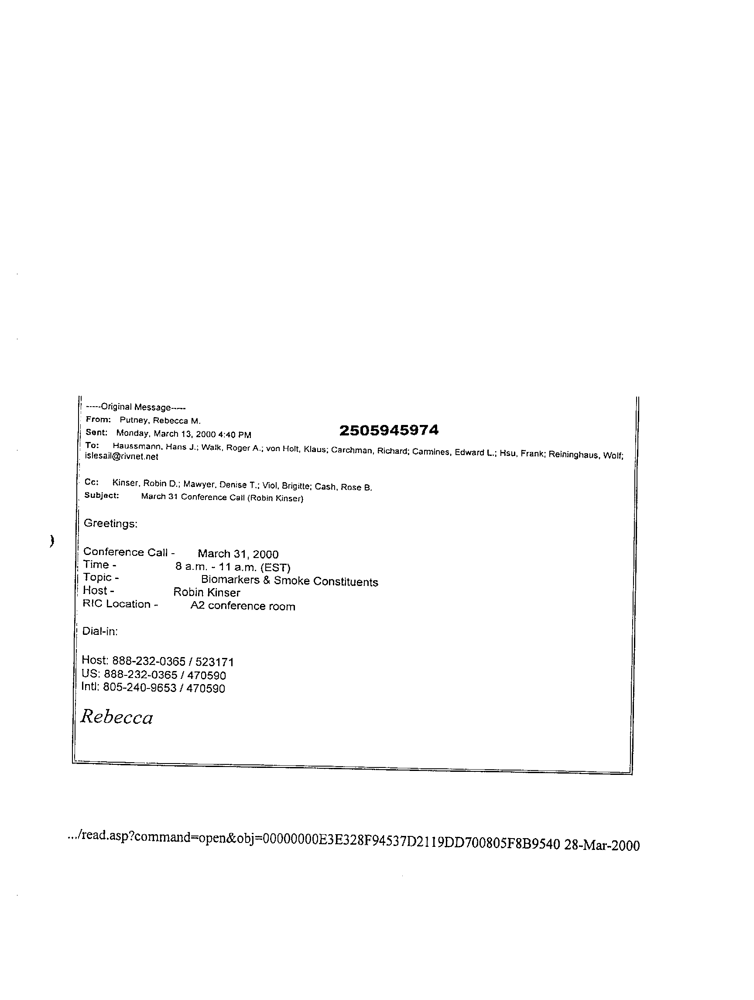 -----Original Message-----
From: Putney, Rebecca M.
Sent: Monday, March 13, 2000 4:40 PM
2505945974
To: Haussmann, Hans J.; Walk, Roger A.; von Holt, Klaus; Carchman, Richard; Carmines, Edward L.; Hsu, Frank; Reininghaus, Wolf;
islesail@rivnet.net
Cc: Kinser, Robin D.; Mawyer, Denise T.; Viol, Brigitte; Cash, Rose B.
Subject: March 31 Conference Call (Robin Kinser)
Greetings:
Conference Call - March 31, 2000
Time - 8 a.m. - 11 a.m. (EST)
Topic - Biomarkers & Smoke Constituents
Host - Robin Kinser
RIC Location - A2 conference room
Dial-in:
Host: 888-232-0365 / 523171
US: 888-232-0365 / 470590
Intl: 805-240-9653 / 470590
Rebecca
.../read.asp?command=open&obj=00000000E3E328F94537D2119DD700805F8B9540 28-Mar-2000